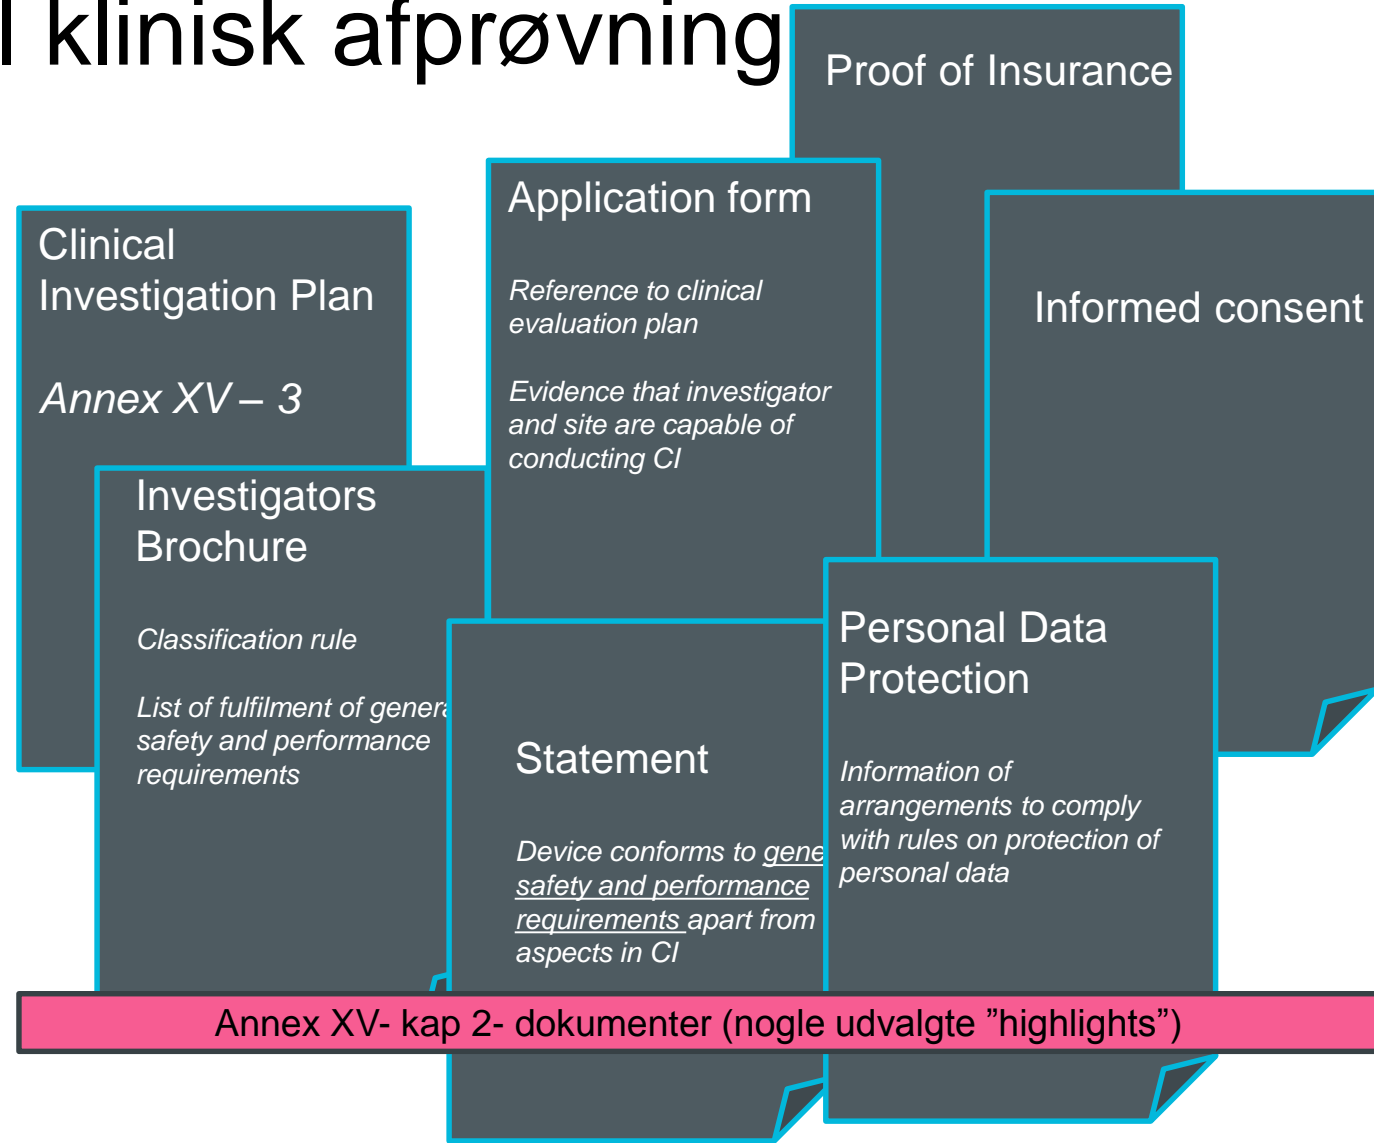 l klinisk afprøvning
Proof of Insurance
Application form
Reference to clinical
evaluation plan
Evidence that investigator
and site are capable of
conducting CI
Clinical
Investigation Plan
Annex XV – 3
Informed consent
Investigators
Brochure
Classification rule
List of fulfilment of genera
safety and performance
requirements
Personal Data
Protection
Information of
arrangements to comply
with rules on protection of
personal data
Statement
Device conforms to gene
safety and performance
requirements apart from
aspects in CI
Annex XV- kap 2- dokumenter (nogle udvalgte ”highlights”)